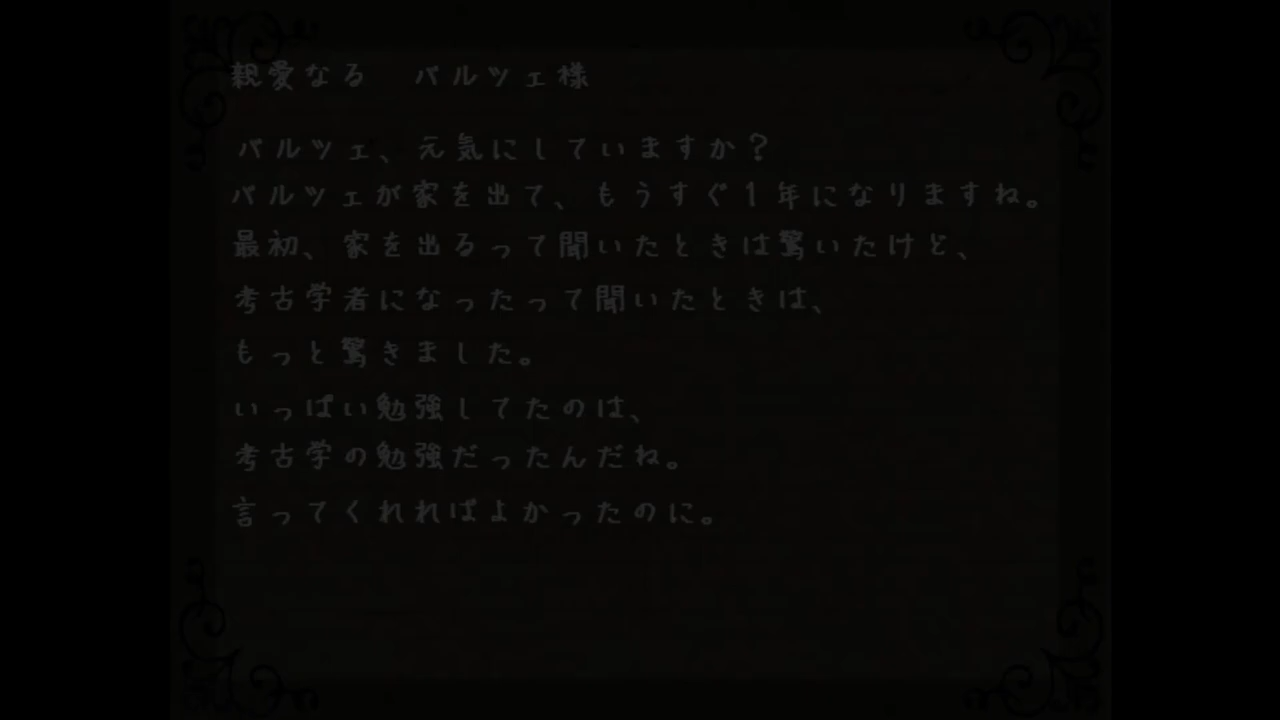 親愛なる　バルツェ様
バルツェ、元気にしていますか？
バルツェが家を出て、もうすぐ１年になりますね。
最初、家を出るって聞いたときは驚いたけど、
考古学者になったって聞いたときは、
もっと驚きました。
いっぱい勉強してたのは、
考古学の勉強だったんだね。
言ってくれればよかったのに。